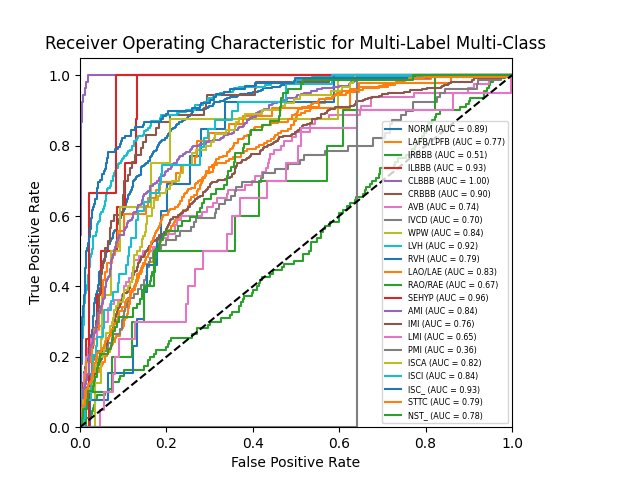 Receiver Operating Characteristic for Multi-Label Multi-Class
True Positive Rate
1.0
0.8
0.6
0.4
0.2
0.0
NORM (AUC = 0.89)
LAFB/LPFB (AUC = 0.77)
IRBBB (AUC = 0.51)
ILBBB (AUC = 0.93)
CLBBB (AUC = 1.00)
CRBBB (AUC = 0.90)
AVB (AUC = 0.74)
IVCD (AUC = 0.70)
WPW (AUC = 0.84)
LVH (AUC = 0.92)
RVH (AUC = 0.79)
LAO/LAE (AUC = 0.83)
RAO/RAE (AUC = 0.67)
SEHYP (AUC = 0.96)
AMI (AUC = 0.84)
IMI (AUC = 0.76)
LMI (AUC = 0.65)
PMI (AUC = 0.36)
ISCA (AUC = 0.82)
ISCI (AUC = 0.84)
ISC_ (AUC = 0.93)
STTC (AUC = 0.79)
NST_ (AUC = 0.78)
0.0 0.2 0.4 0.6 0.8 1.0
False Positive Rate